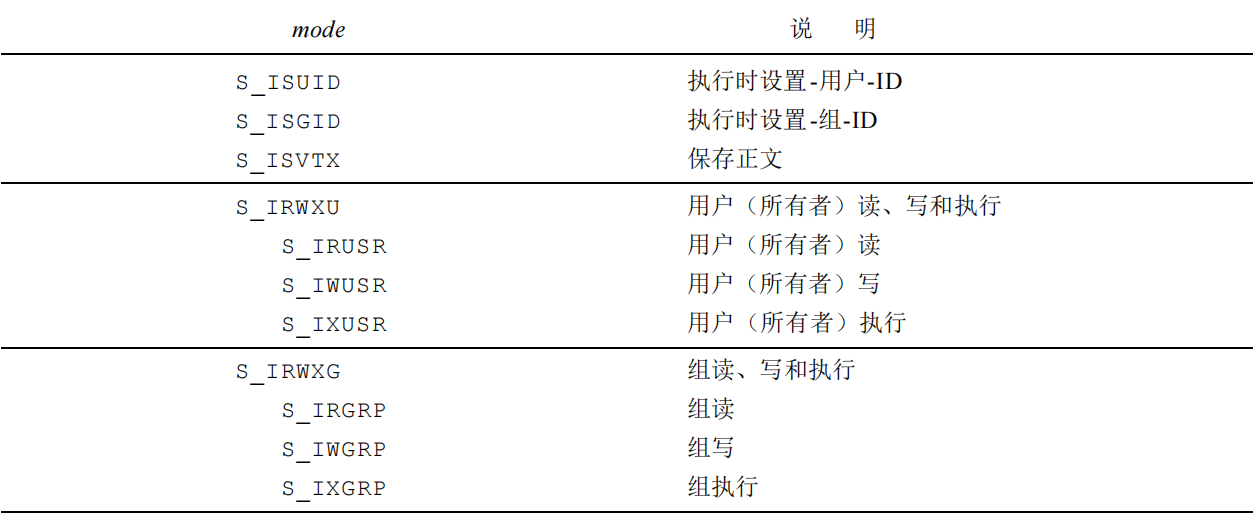 mode 说 明
S_ISUID 执行时设置-用户-ID
S_ISGID 执行时设置-组-ID
S_ISVTX 保存正文
S_IRWXU 用户（所有者）读、写和执行
S_IRUSR 用户（所有者）读
S_IWUSR 用户（所有者）写
S_IXUSR 用户（所有者）执行
S_IRWXG 组读、写和执行
S_IRGRP 组读
S_IWGRP 组写
S_IXGRP 组执行